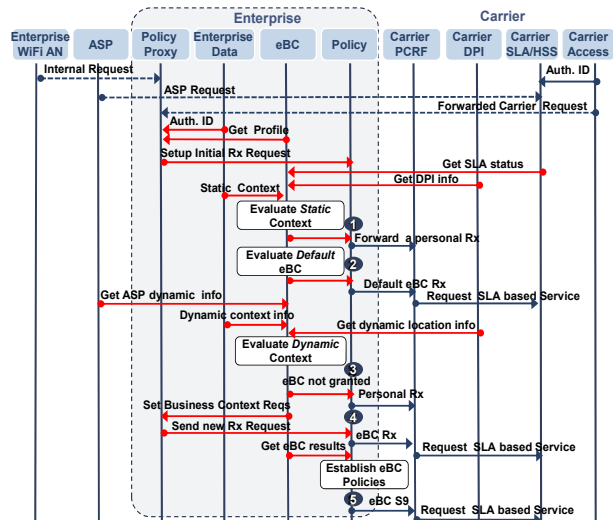 Enterprise
Carrier
Enterprise WiFi AN
ASP
Policy Proxy
Enterprise Data
eBC
Policy
Carrier PCRF
Carrier DPI
Carrier SLA/HSS
Carrier Access
Internal Request
Auth. ID
ASP Request
Forwarded Carrier Request
Auth. ID
Get Profile
Setup Initial Rx Request
Get SLA status
Get DPI info
Static Context
Evaluate Static Context
1
Forward a personal Rx
2
Evaluate Default eBC
Default eBC Rx
Get ASP dynamic info
Request SLA based Service
Dynamic context info
Get dynamic location info
Evaluate Dynamic Context
3
eBC not granted
Personal Rx
Set Business Context Reqs
4
Send new Rx Request
eBC Rx
Get eBC results
Request SLA based Service
Establish eBC Policies
5
eBC S9
Request SLA based Service